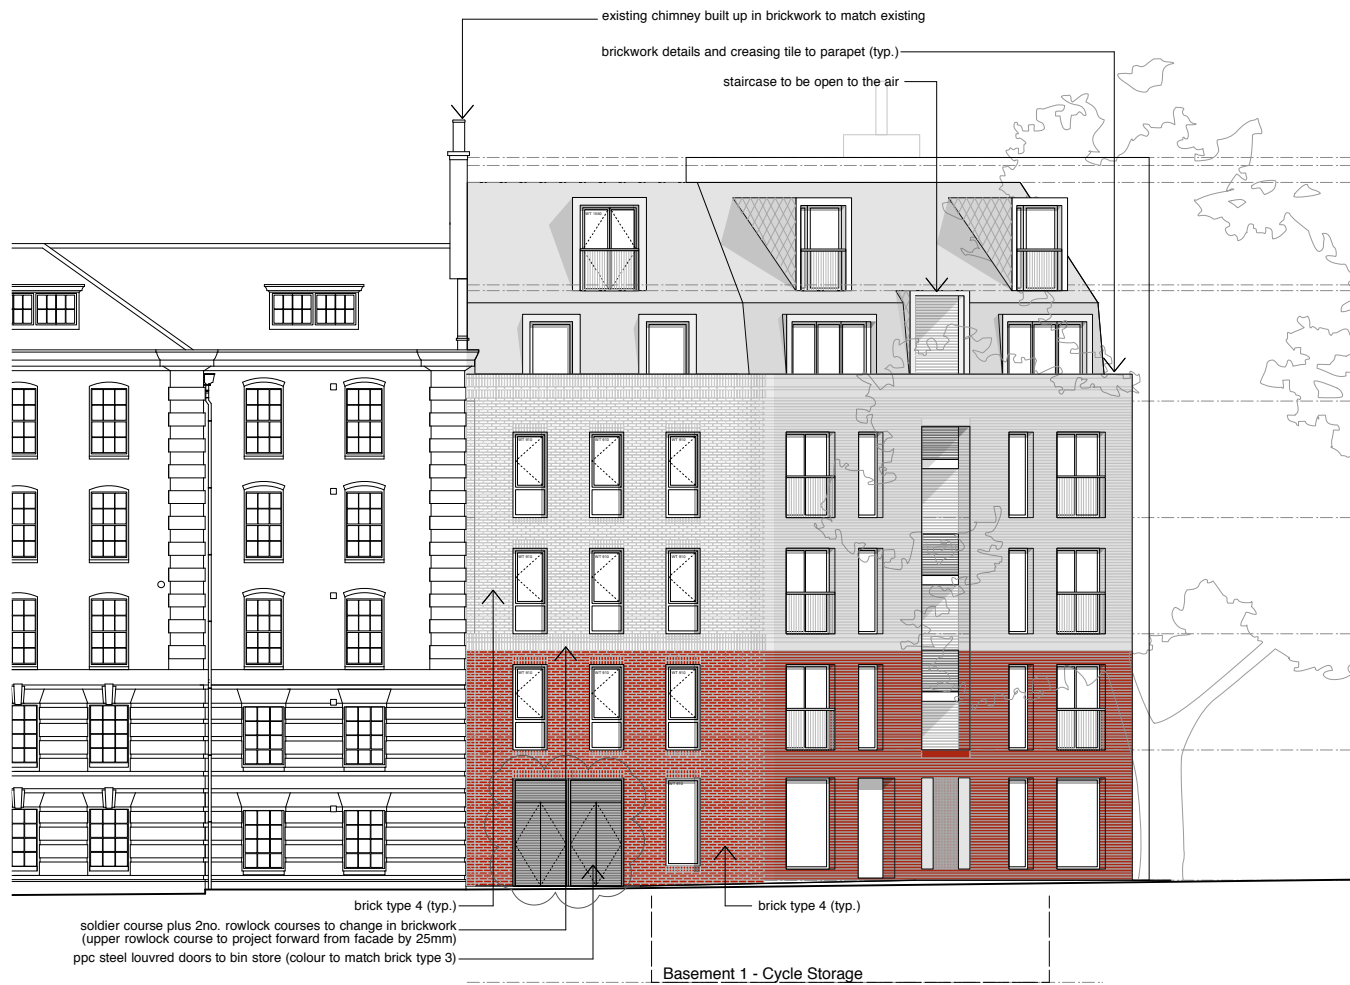 existing chimney built up in brickwork to match existing
brickwork details and creasing tile to parapet (typ.)
staircase to be open to the air
brick type 4 (typ.)
brick type 4 (typ.)
soldier course plus 2no. rowlock courses to change in brickwork
(upper rowlock course to project forward from facade by 25mm)
ppc steel louvred doors to bin store (colour to match brick type 3)
Basement 1 - Cycle Storage